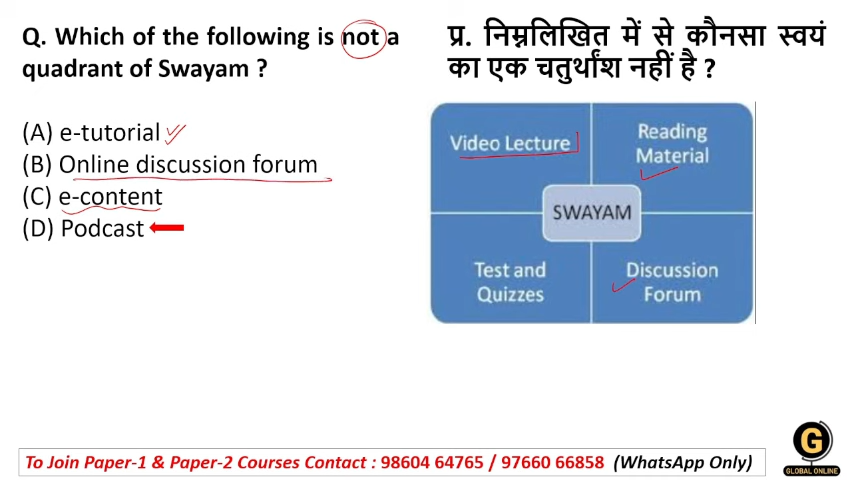 Q. Which of the following is not a
quadrant of Swayam ?
(A) e-tutorial
(B) Online discussion forum
(C) e-content
(D) Podcast
प्र. निम्नलिखित में से कौनसा स्वयं
का एक चतुर्थांश नहीं है ?
Video Lecture
Reading
Material
SWAYAM
Test and
Quizzes
Discussion
Forum
To Join Paper-1 & Paper-2 Courses Contact : 98604 64765 / 97660 66858 (WhatsApp Only)
G
GLOBAL ONLINE